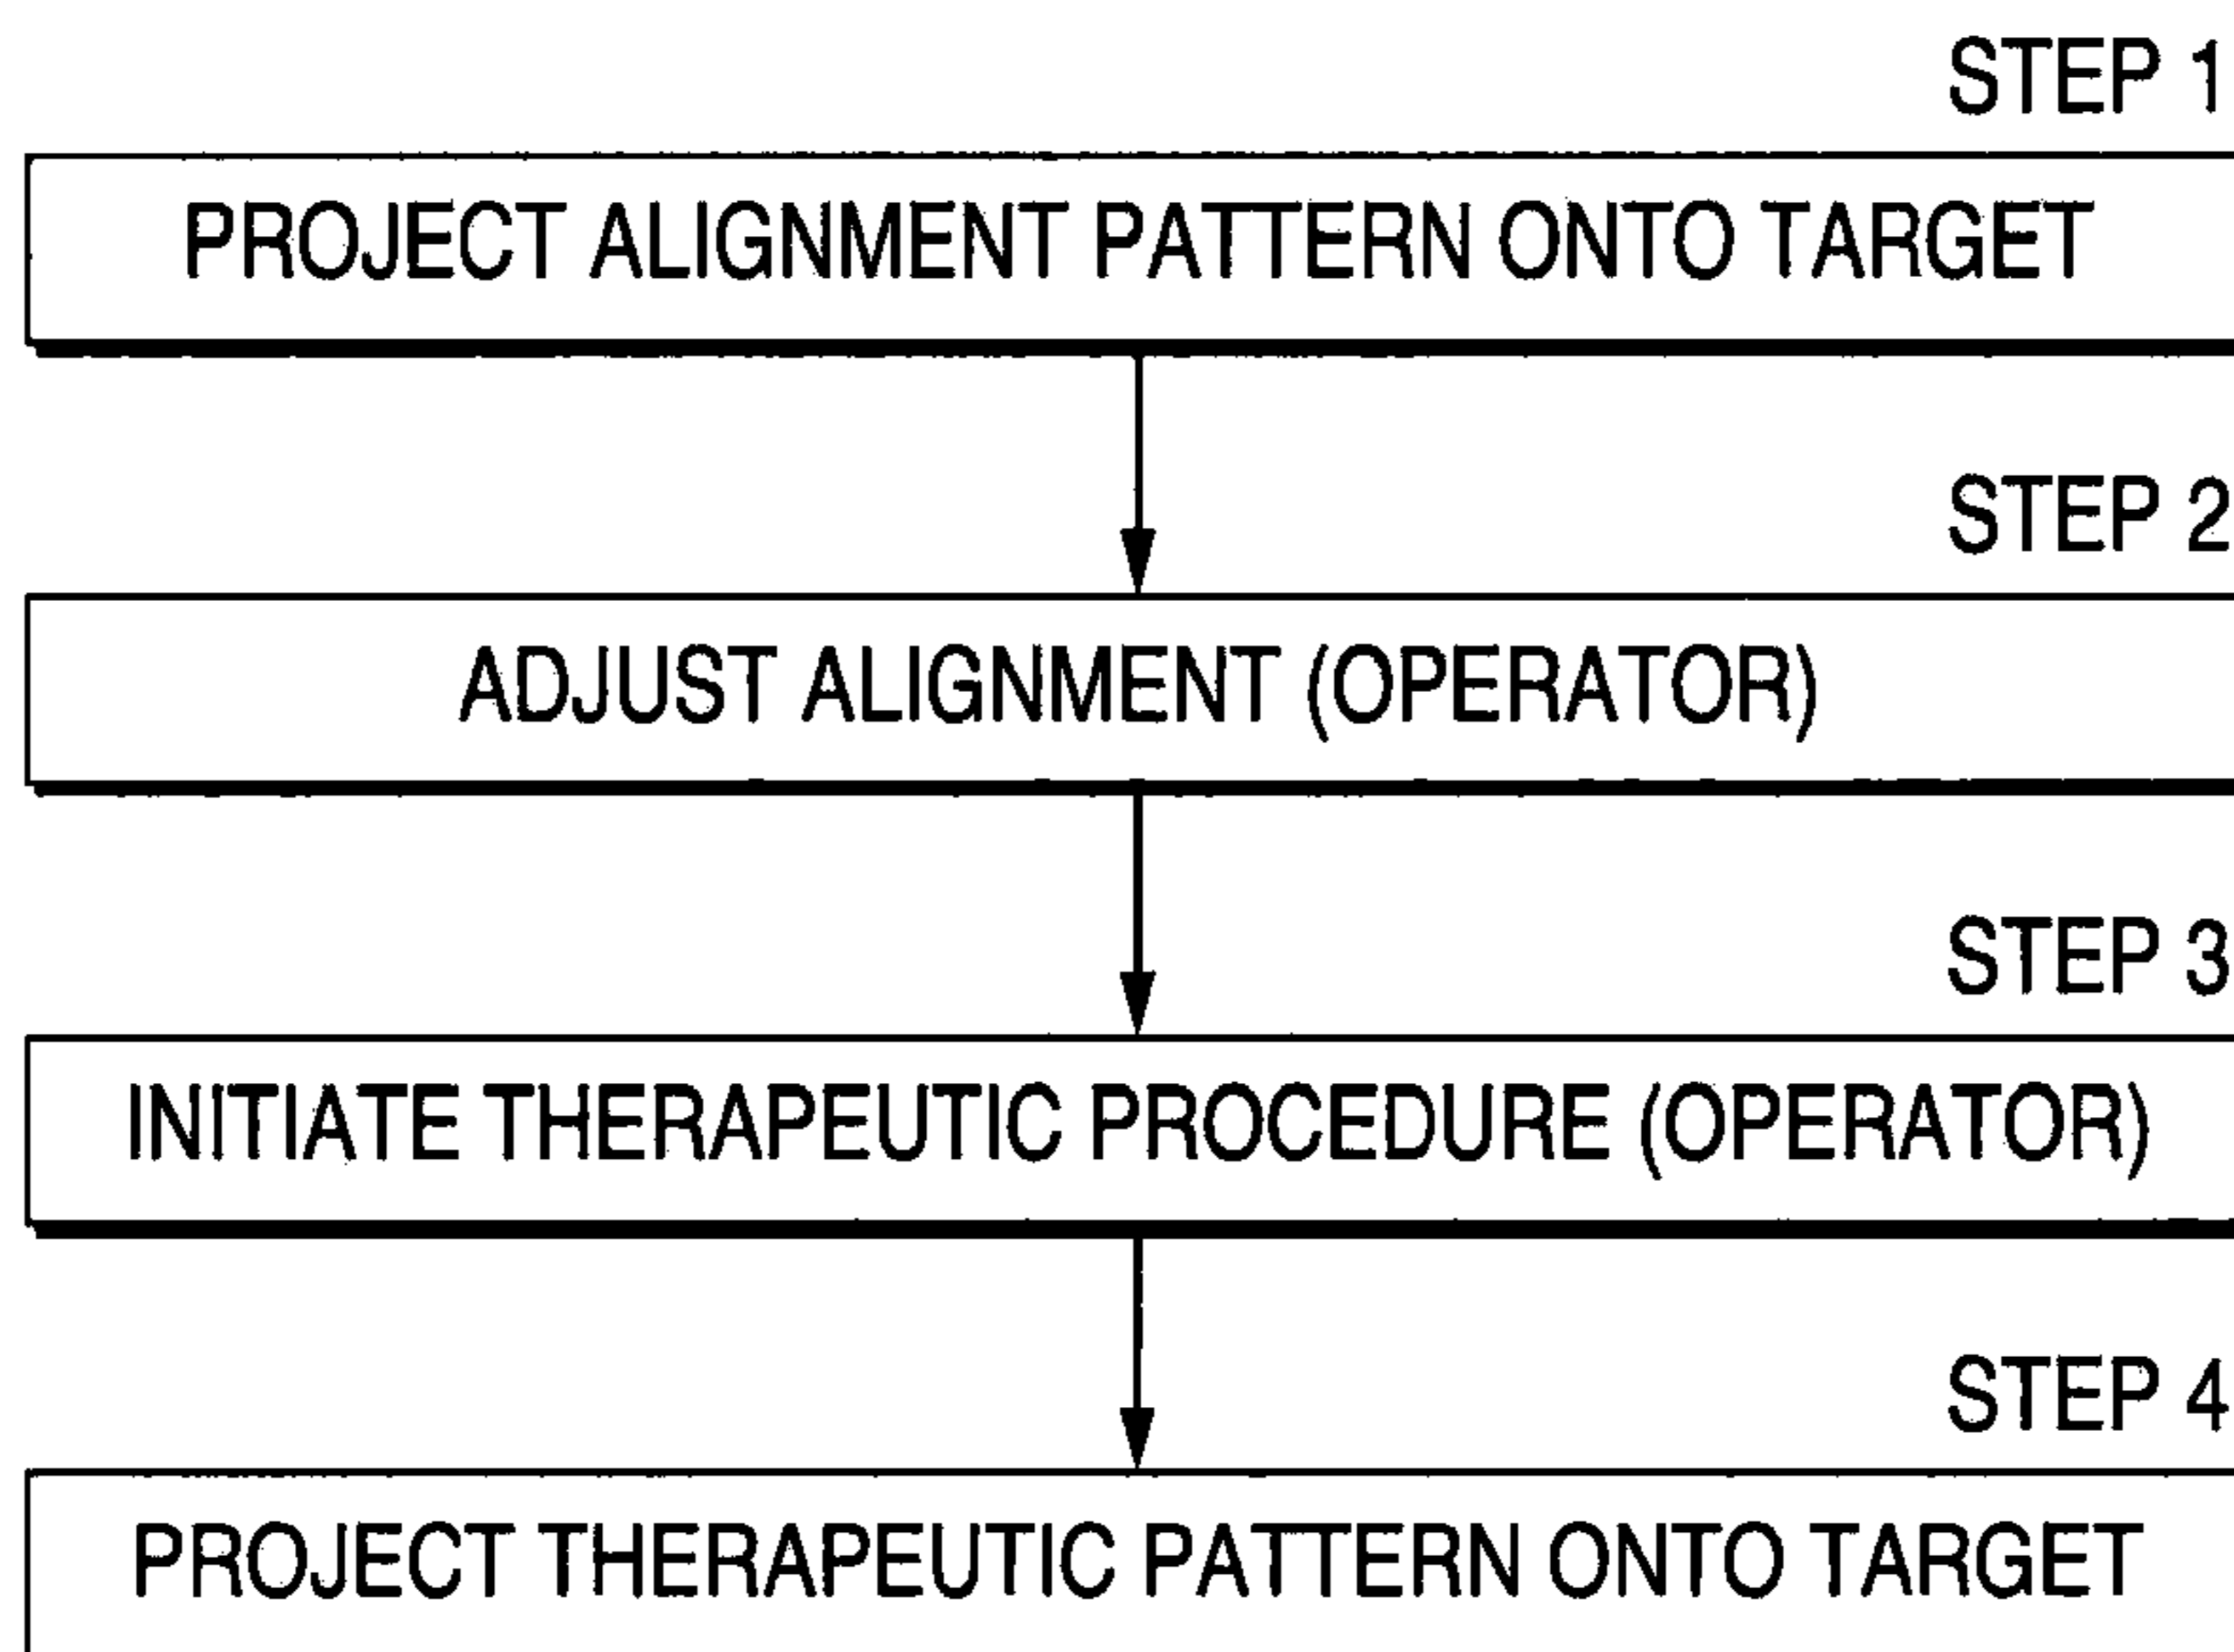 STEP 1
PROJECT ALIGNMENT PATTERN ONTO TARGET
STEP 2
ADJUST ALIGNMENT (OPERATOR)
STEP 3
INITIATE THERAPEUTIC PROCEDURE (OPERATOR)
STEP 4
PROJECT THERAPEUTIC PATTERN ONTO TARGET